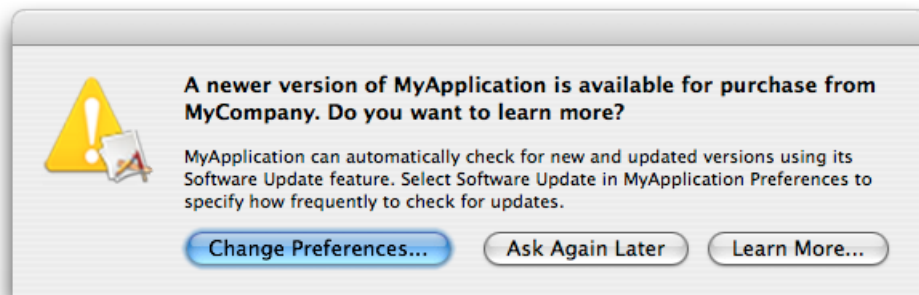 A newer version of MyApplication is available for purchase from
MyCompany. Do you want to learn more?
MyApplication can automatically check for new and updated versions using its
Software Update feature. Select Software Update in MyApplication Preferences to
specify how frequently to check for updates.
Change Preferences... Ask Again Later Learn More...